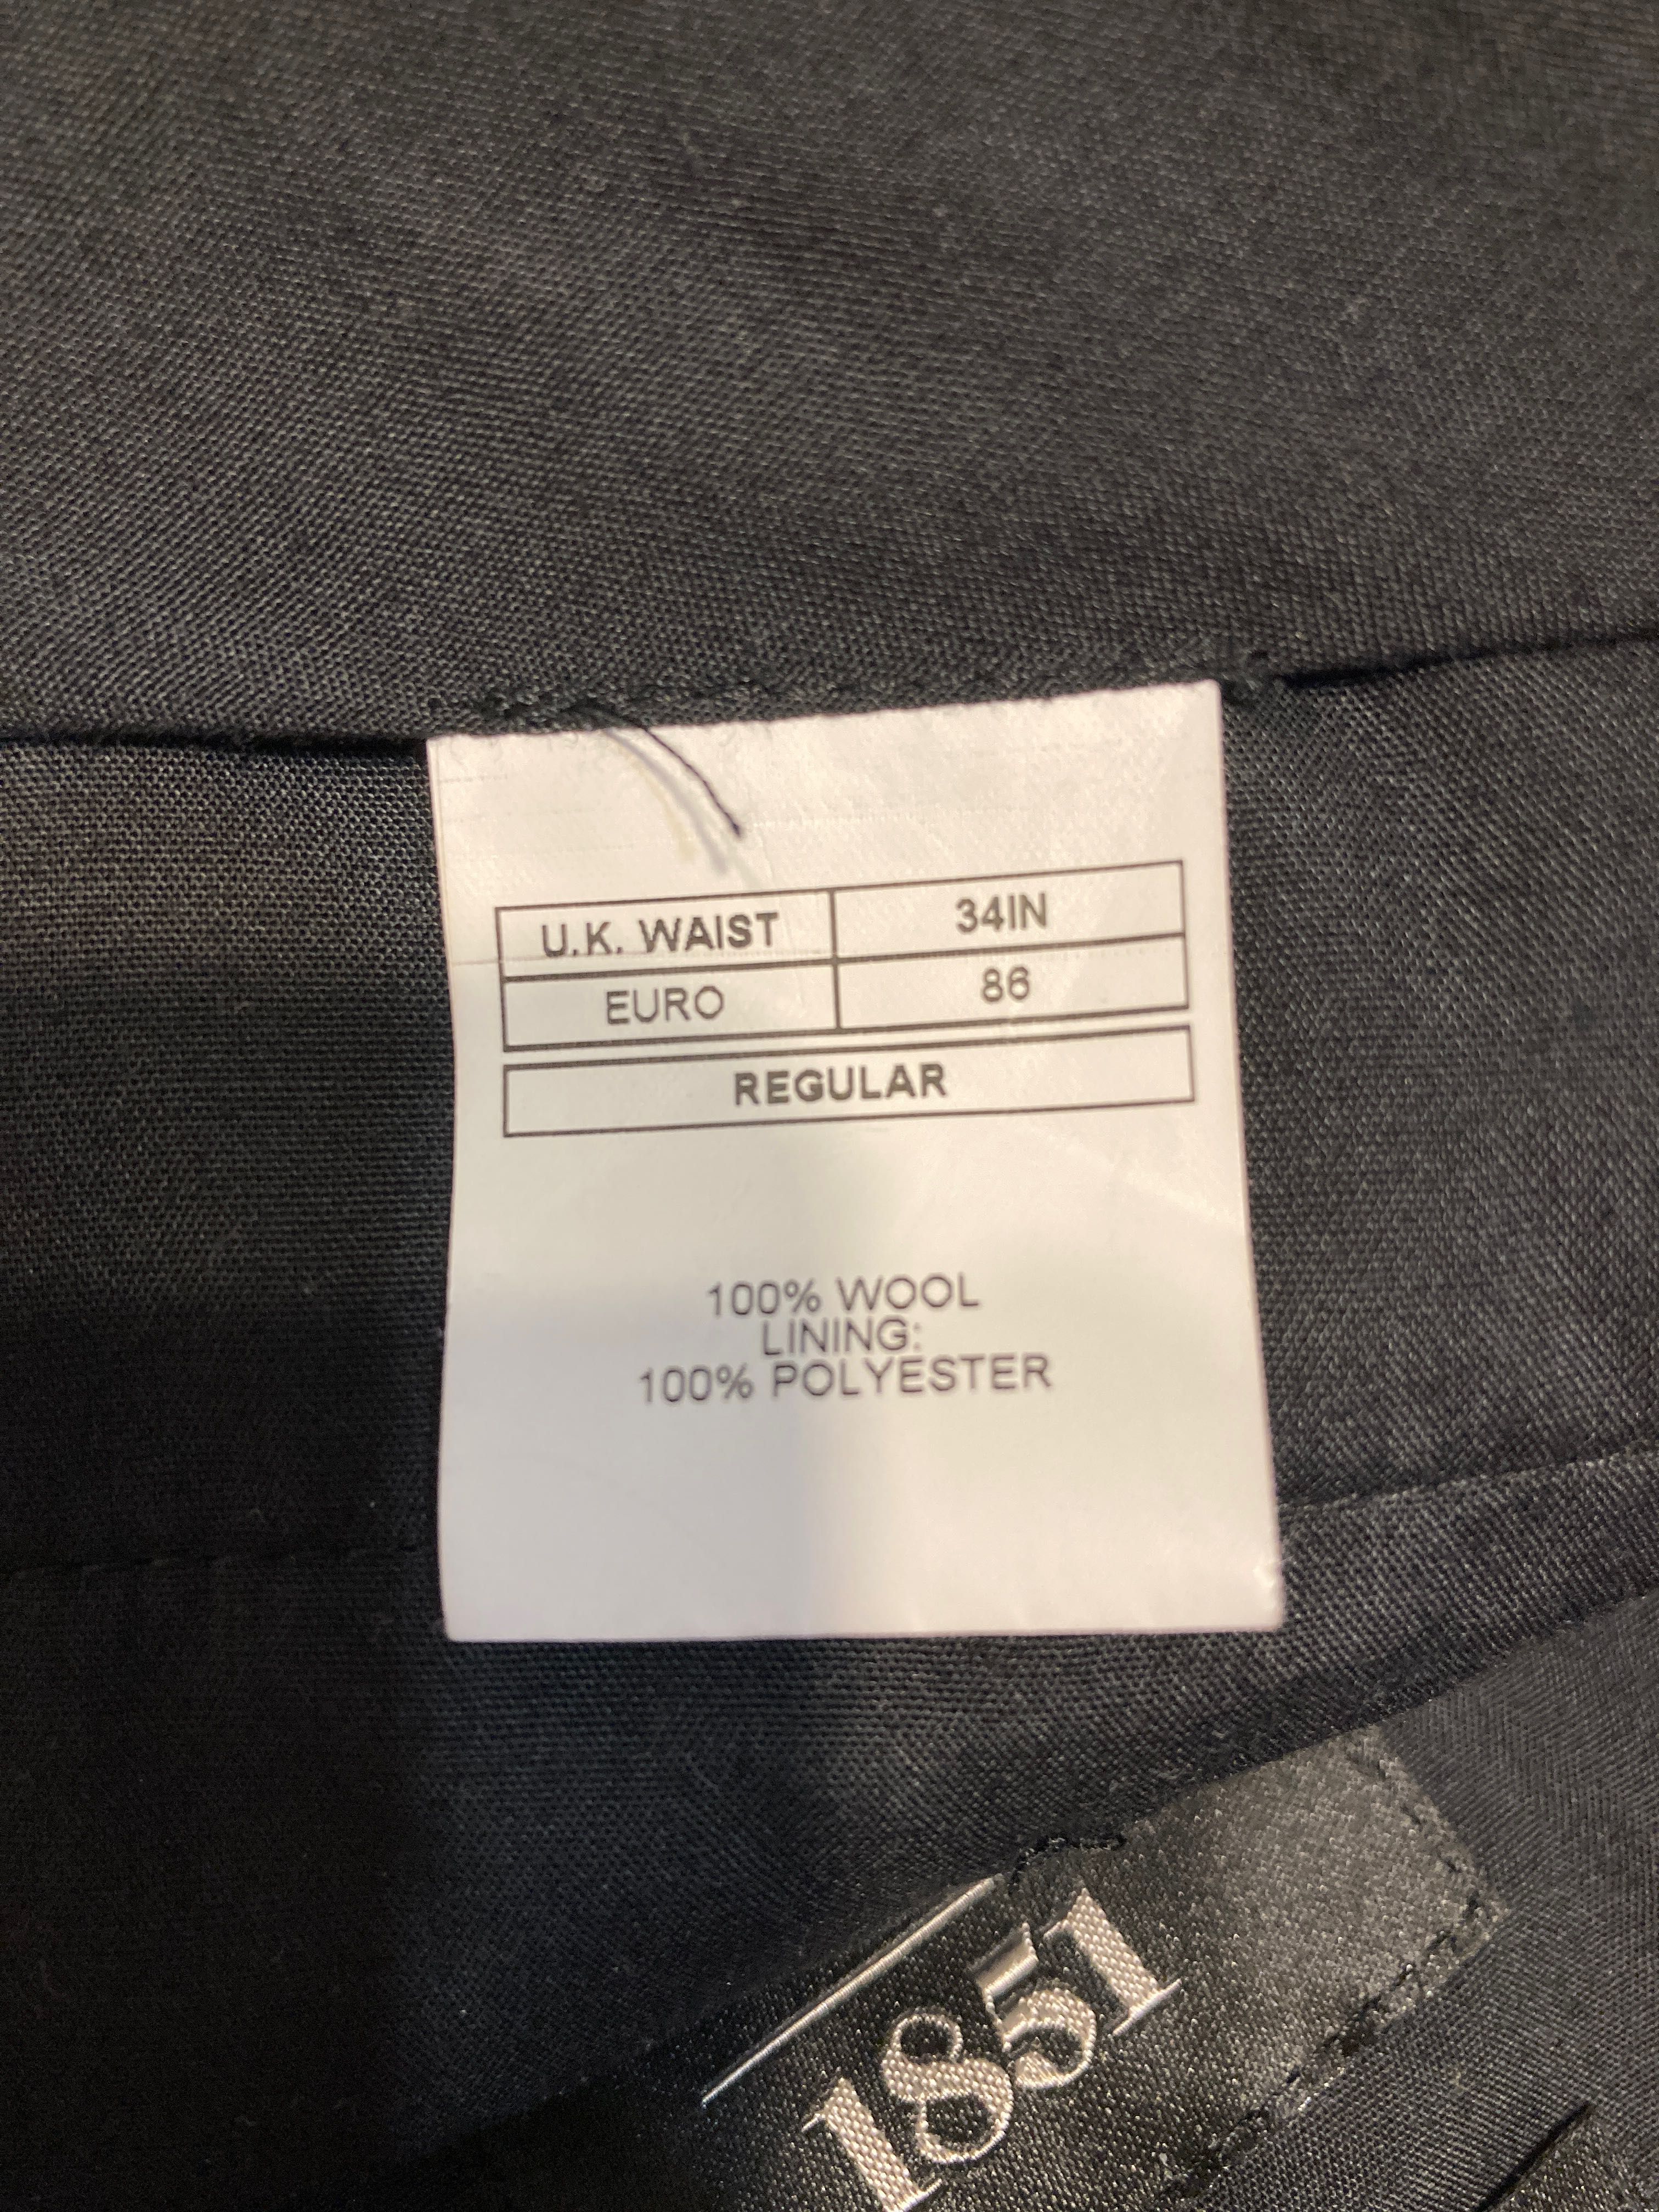 U.K. WAIST 34IN
EURO 86
REGULAR
100% WOOL
LINING:
100% POLYESTER
1851